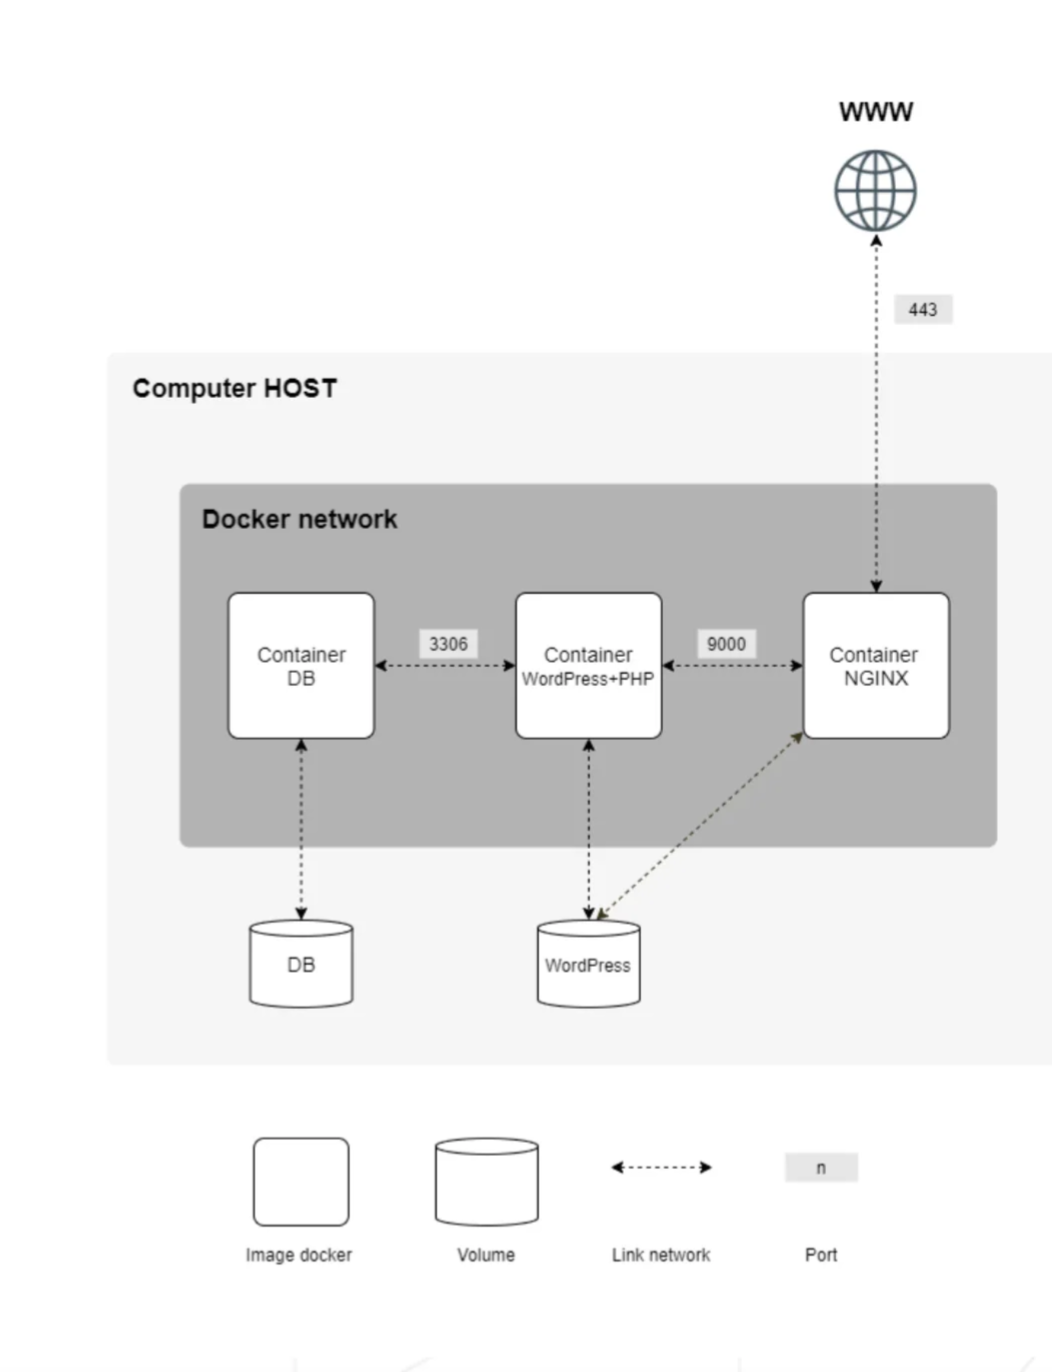 WWW
443
Computer HOST
Docker network
Container
DB
3306
Container
WordPress+PHP
9000
Container
NGINX
DB
WordPress
n
Image docker
Volume
Link network
Port